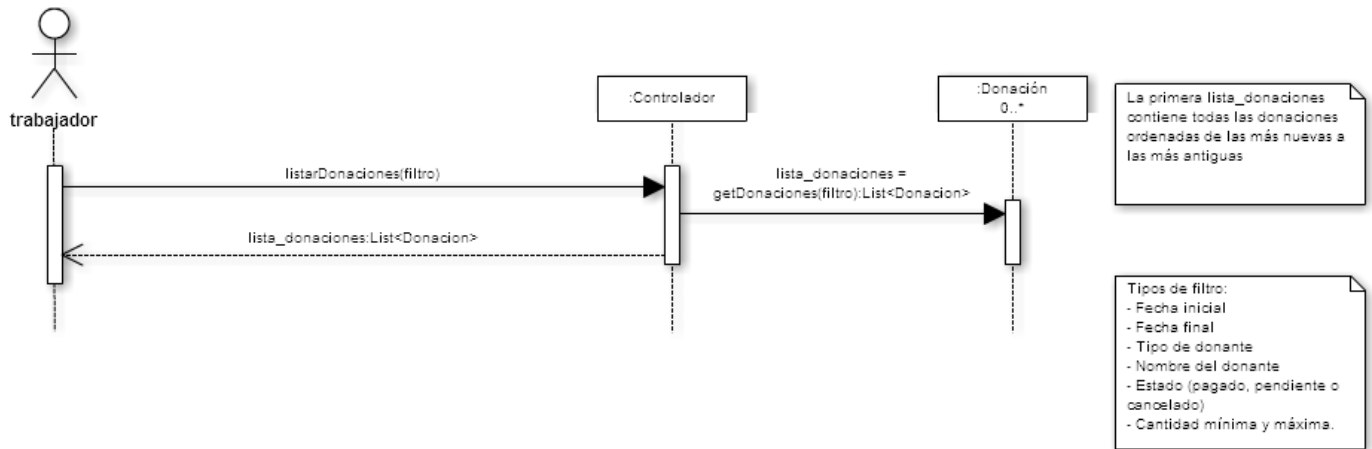 trabajador
:Controlador
:Donación
0..*
listarDonaciones(filtro)
lista_donaciones =
getDonaciones(filtro):List<Donacion>
lista_donaciones:List<Donacion>
La primera lista_donaciones
contiene todas las donaciones
ordenadas de las más nuevas a
las más antiguas
Tipos de filtro:
- Fecha inicial
- Fecha final
- Tipo de donante
- Nombre del donante
- Estado (pagado, pendiente o
cancelado)
- Cantidad mínima y máxima.